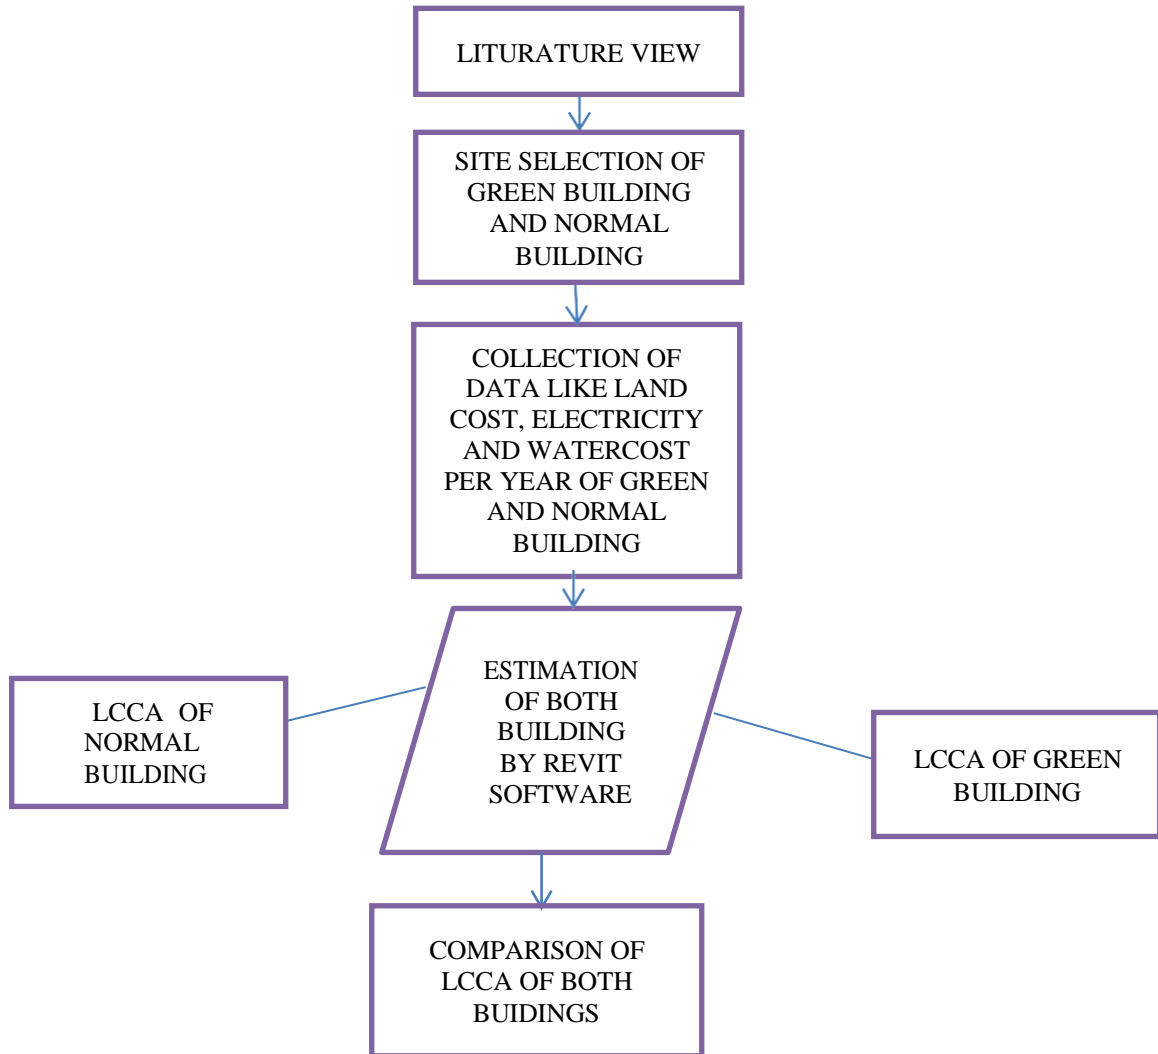 LITURATURE VIEW
SITE SELECTION OF
GREEN BUILDING
AND NORMAL
BUILDING
COLLECTION OF
DATA LIKE LAND
COST, ELECTRICITY
AND WATERCOST
PER YEAR OF GREEN
AND NORMAL
BUILDING
ESTIMATION
OF BOTH
BUILDING
BY REVIT
SOFTWARE
LCCA OF
NORMAL
BUILDING
LCCA OF GREEN
BUILDING
COMPARISON OF
LCCA OF BOTH
BUIDINGS